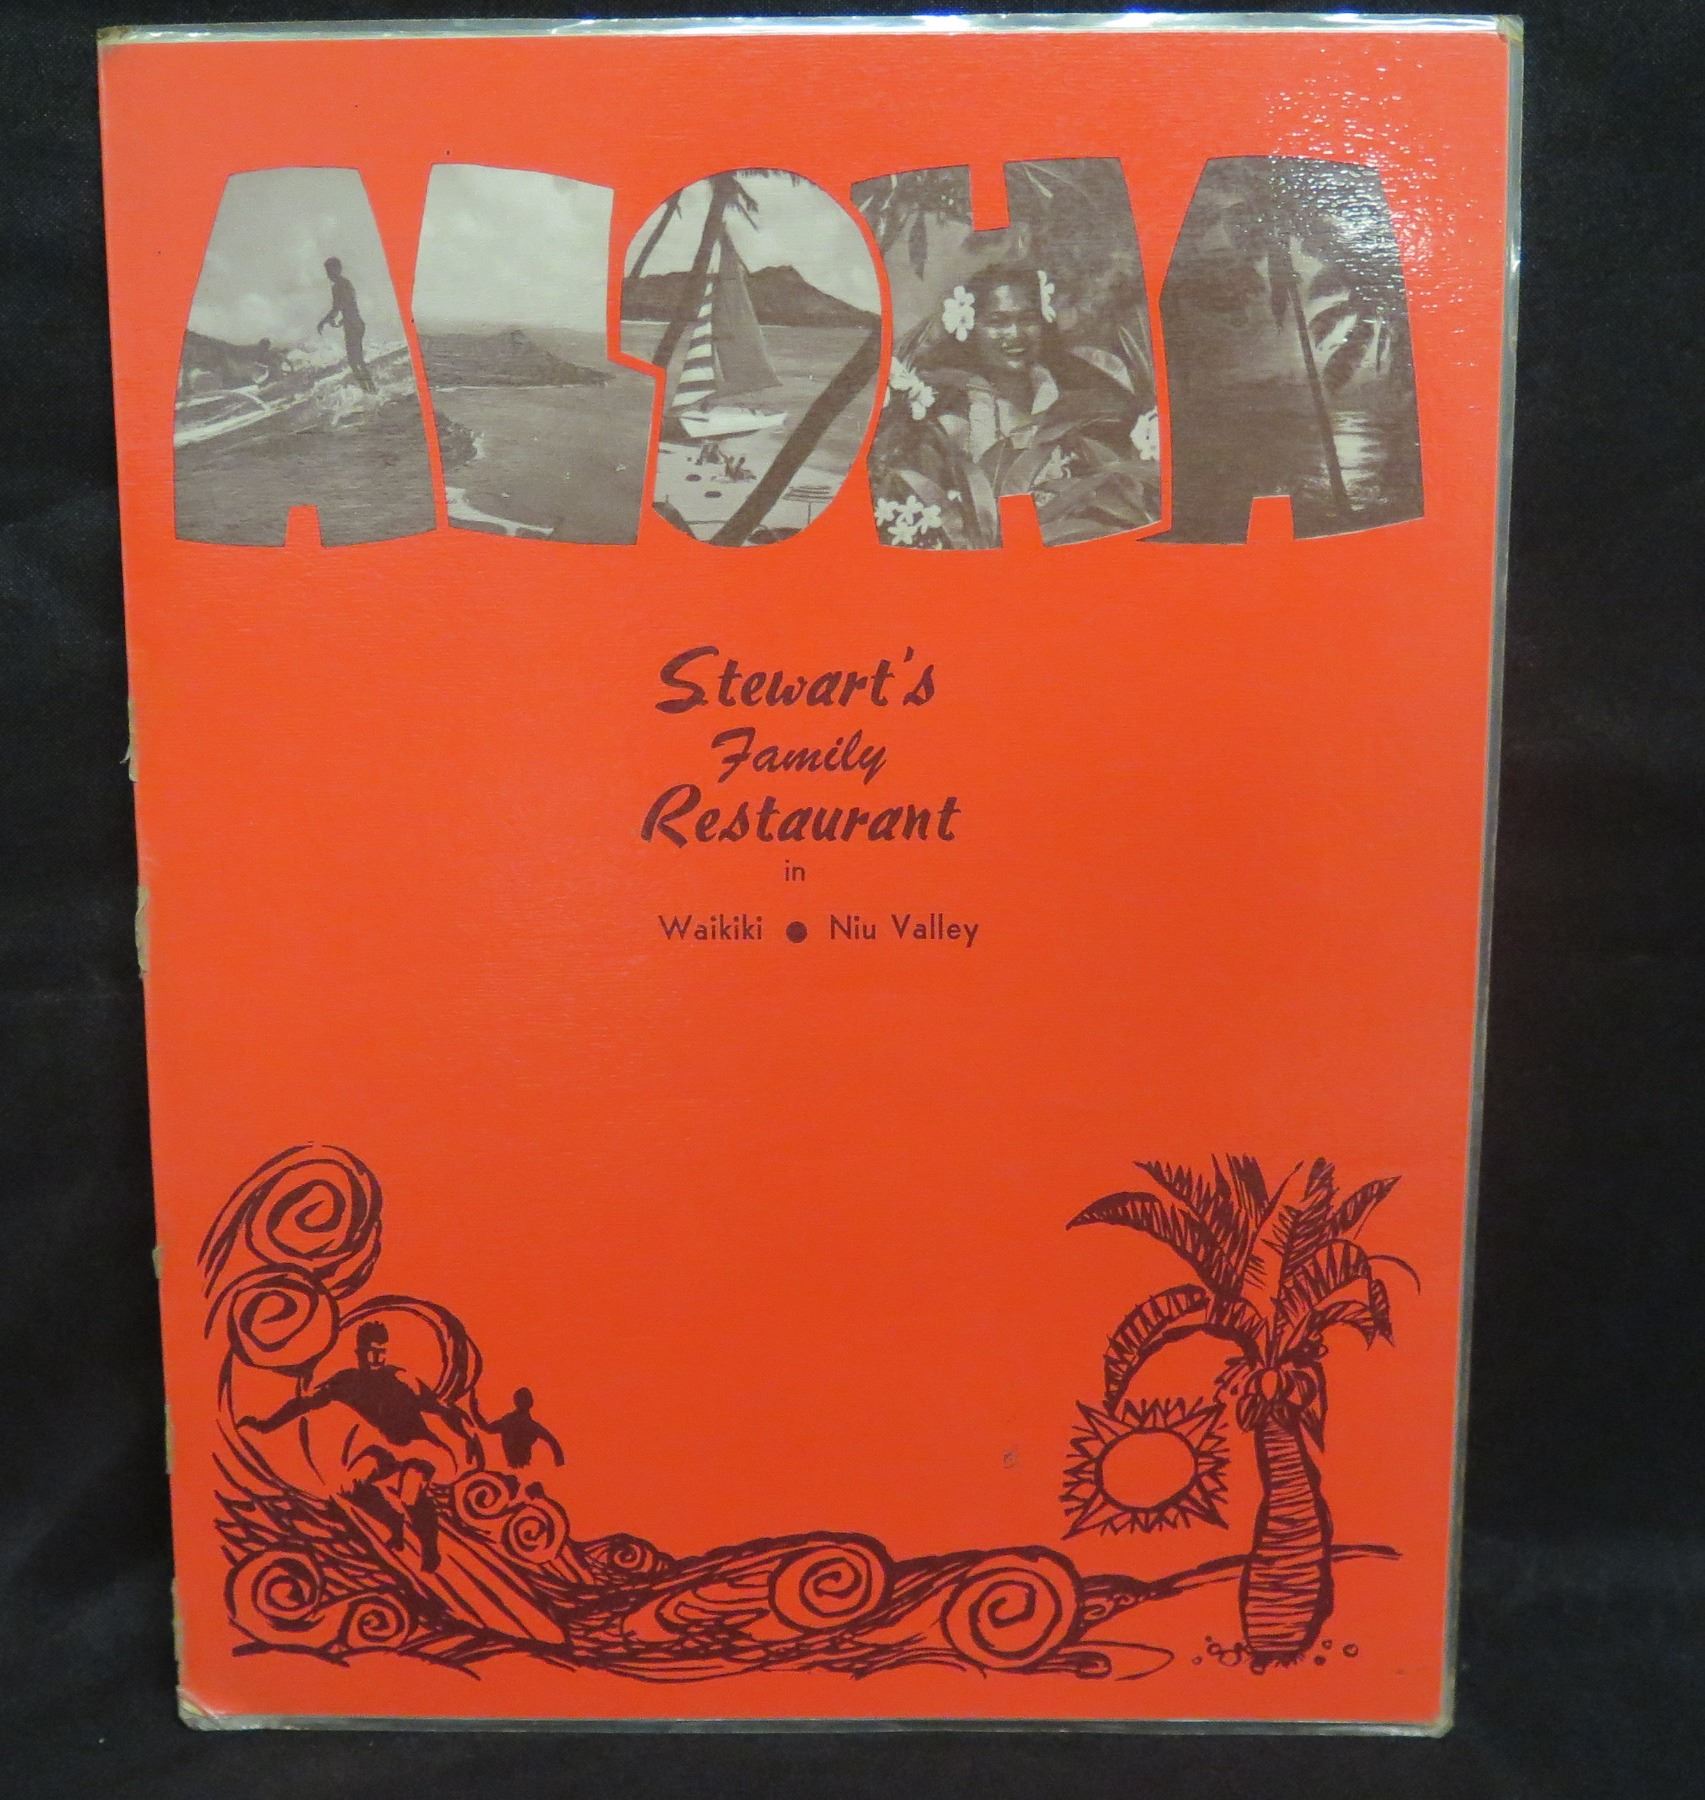 ALOHA
Stewart's
Family
Restaurant
in
Waikiki ● Niu Valley